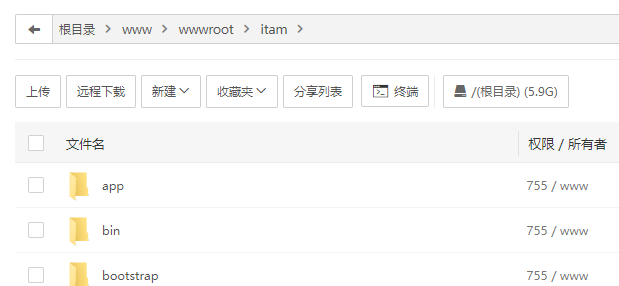 根目录 > www > wwwroot > itam >
上传 远程下载 新建 收藏夹 分享列表 终端 /(根目录) (5.9G)
文件名 权限 / 所有者
app 755 / www
bin 755 / www
bootstrap 755 / www